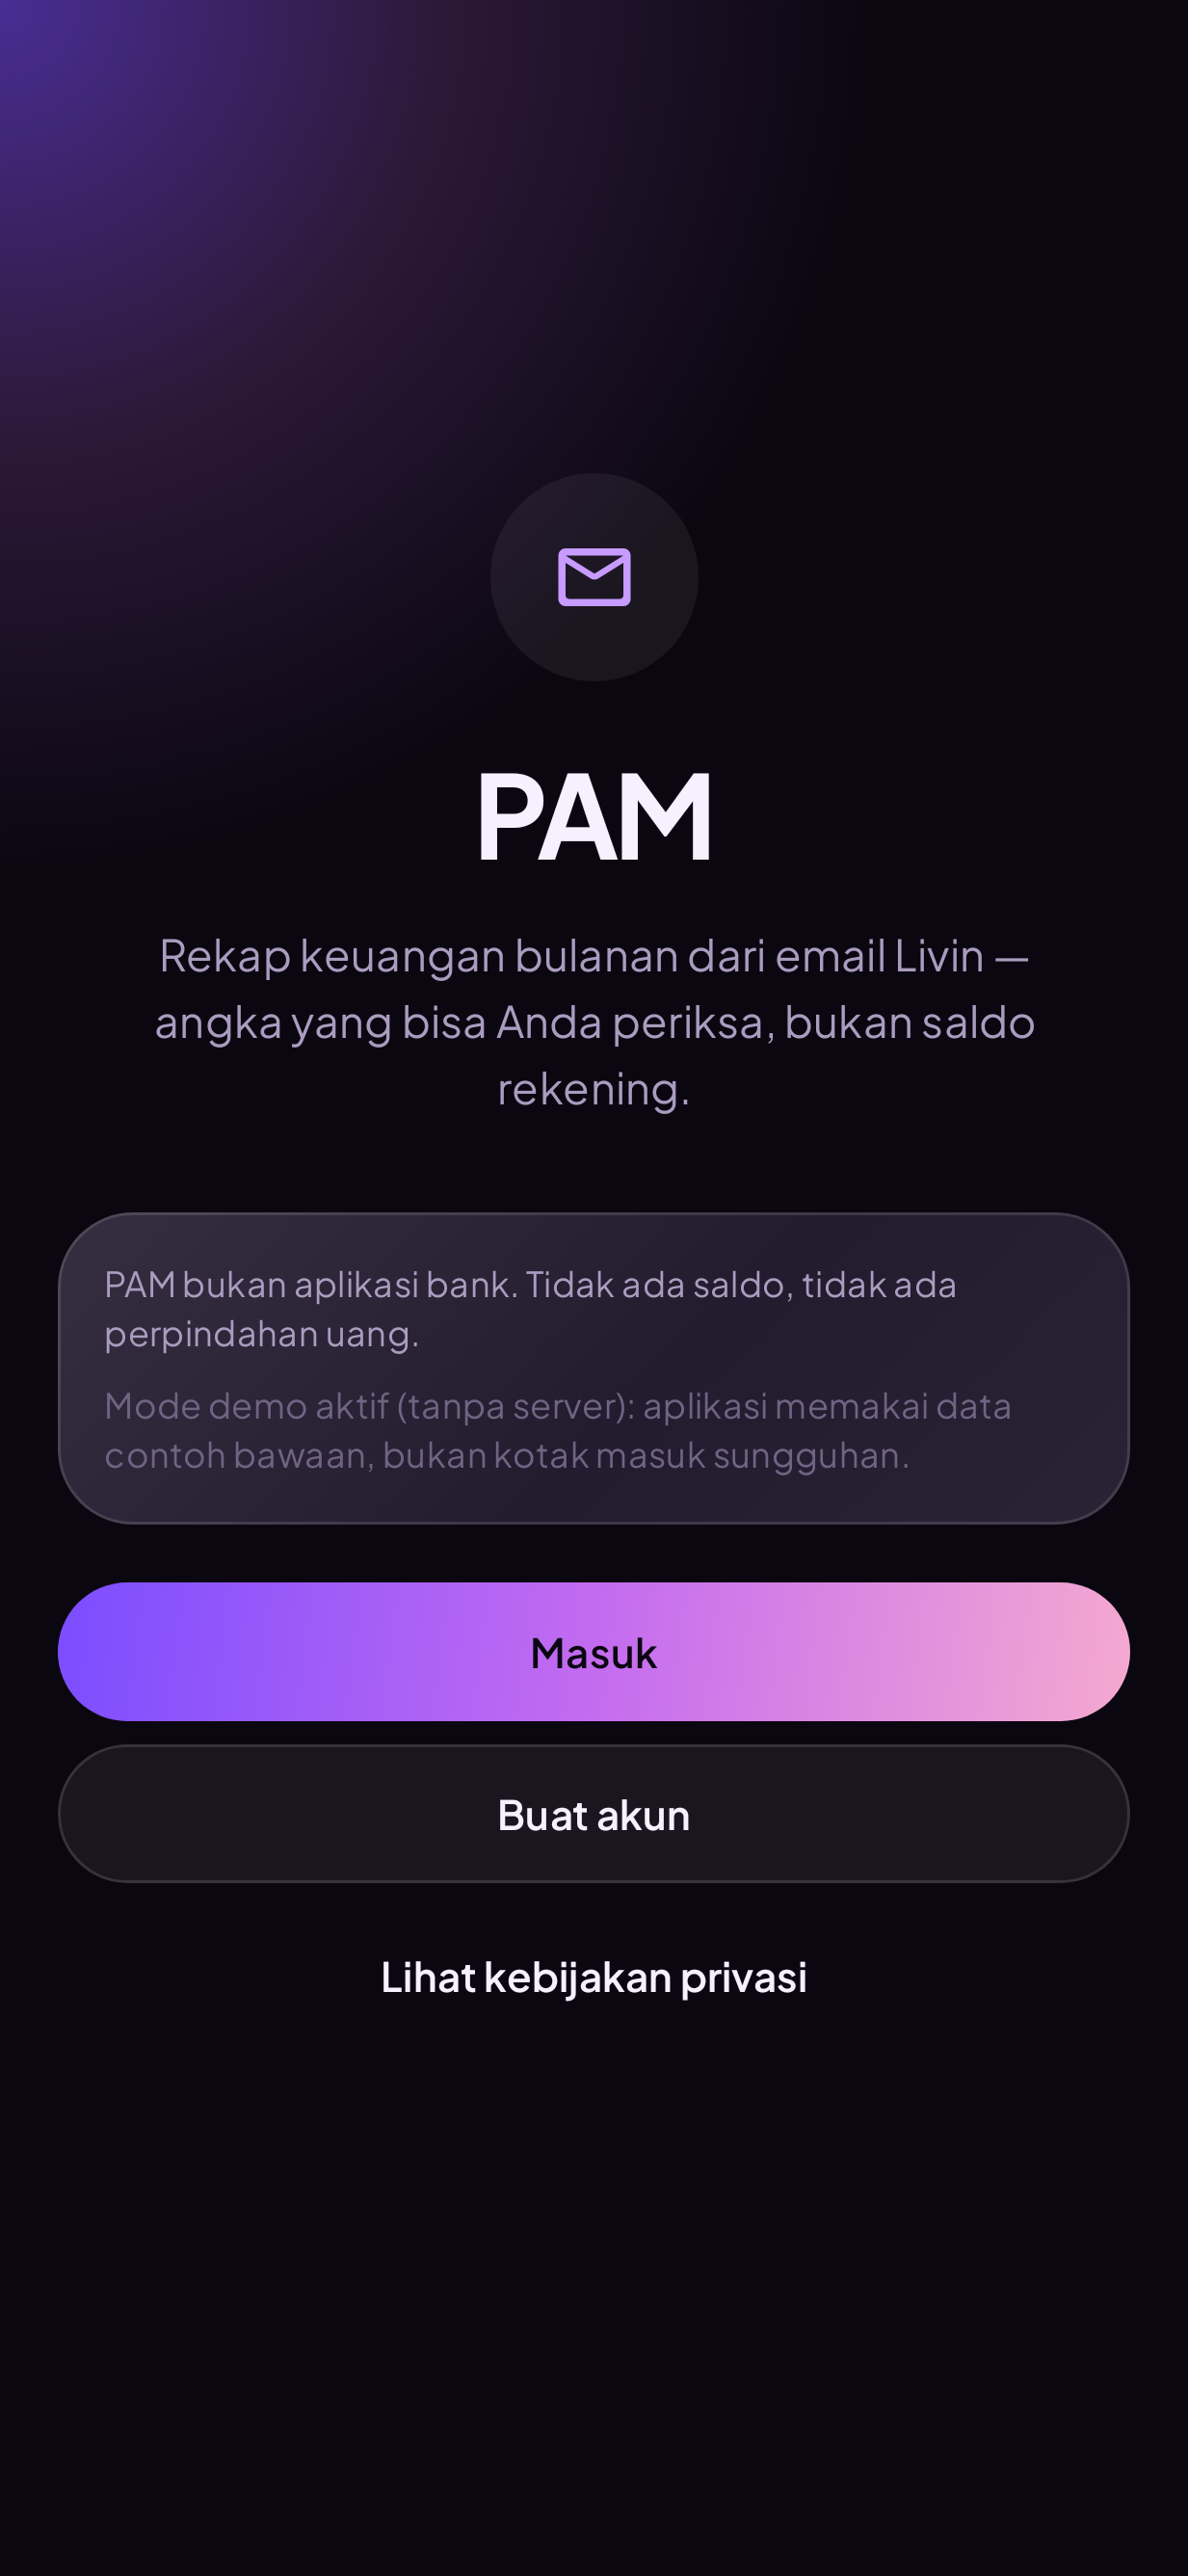 PAM
Rekap keuangan bulanan dari email Livin —
angka yang bisa Anda periksa, bukan saldo
rekening.
PAM bukan aplikasi bank. Tidak ada saldo, tidak ada
perpindahan uang.
Mode demo aktif (tanpa server): aplikasi memakai data
contoh bawaan, bukan kotak masuk sungguhan.
Masuk
Buat akun
Lihat kebijakan privasi